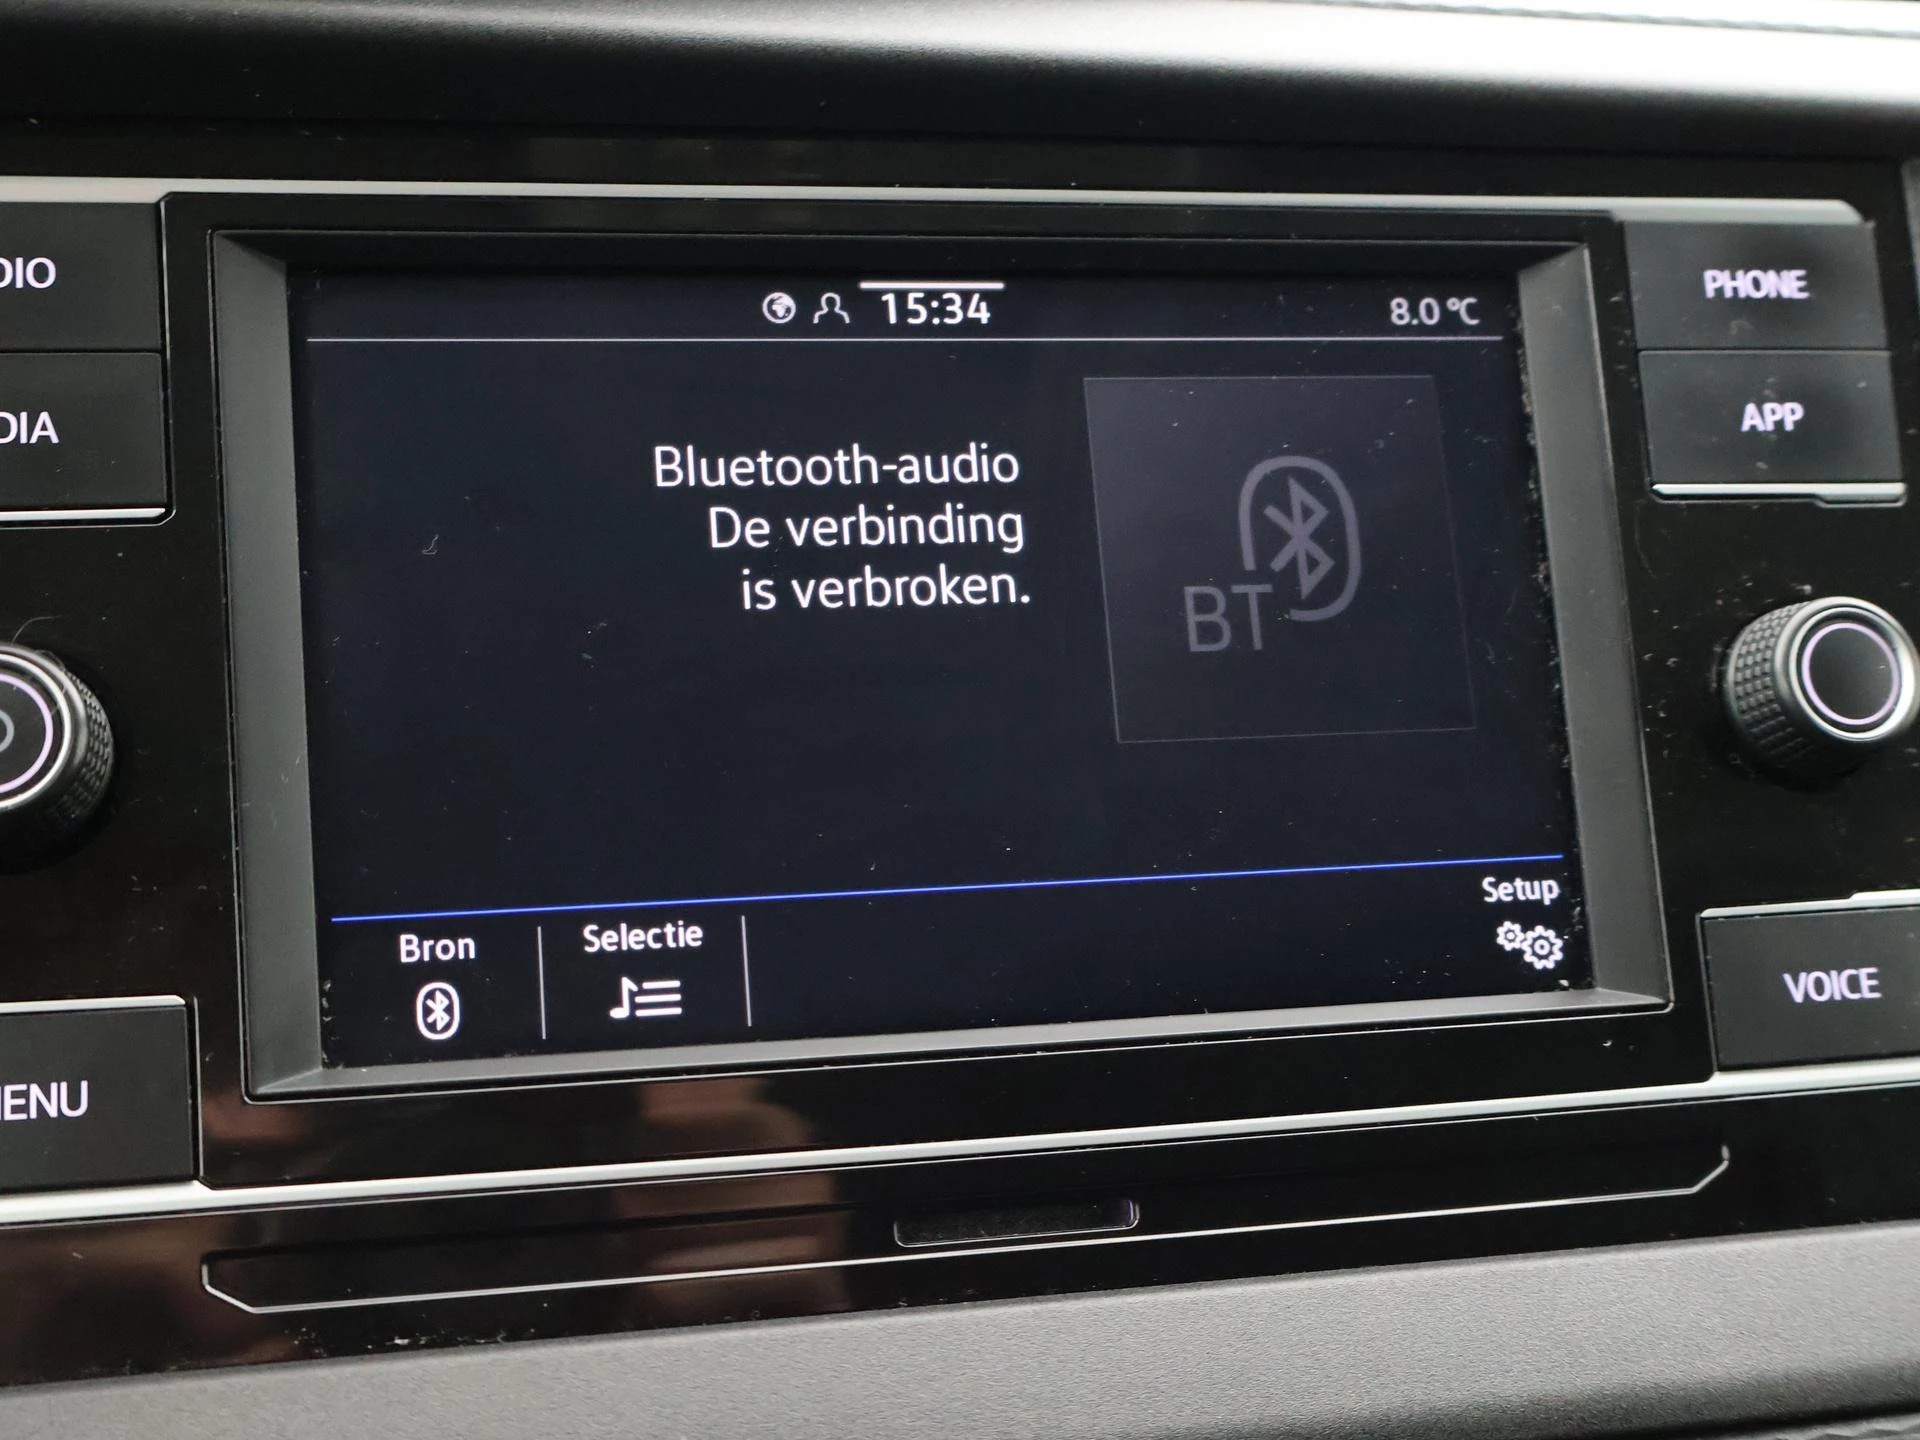 15:34
8.0 °C
Bluetooth-audio
De verbinding
is verbroken.
BT
Bron
Selectie
Setup
DIO
DIA
MENU
PHONE
APP
VOICE